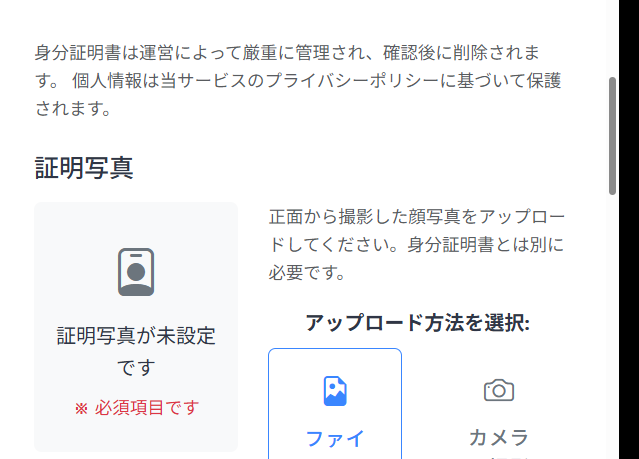 身分証明書は運営によって厳重に管理され、確認後に削除されま
す。 個人情報は当サービスのプライバシーポリシーに基づいて保護
されます。
証明写真
証明写真が未設定
です
※ 必須項目です
正面から撮影した顔写真をアップロー
ドしてください。身分証明書とは別に
必要です。
アップロード方法を選択:
ファイ
カメラ